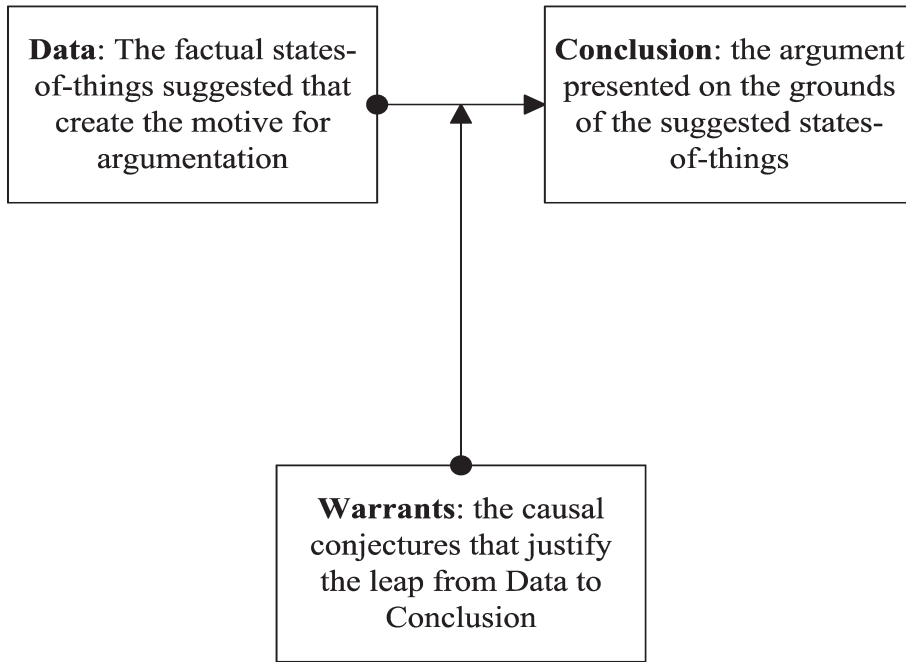 Data: The factual states-
of-things suggested that
create the motive for
argumentation
Conclusion: the argument
presented on the grounds
of the suggested states-
of-things
Warrants: the causal
conjectures that justify
the leap from Data to
Conclusion